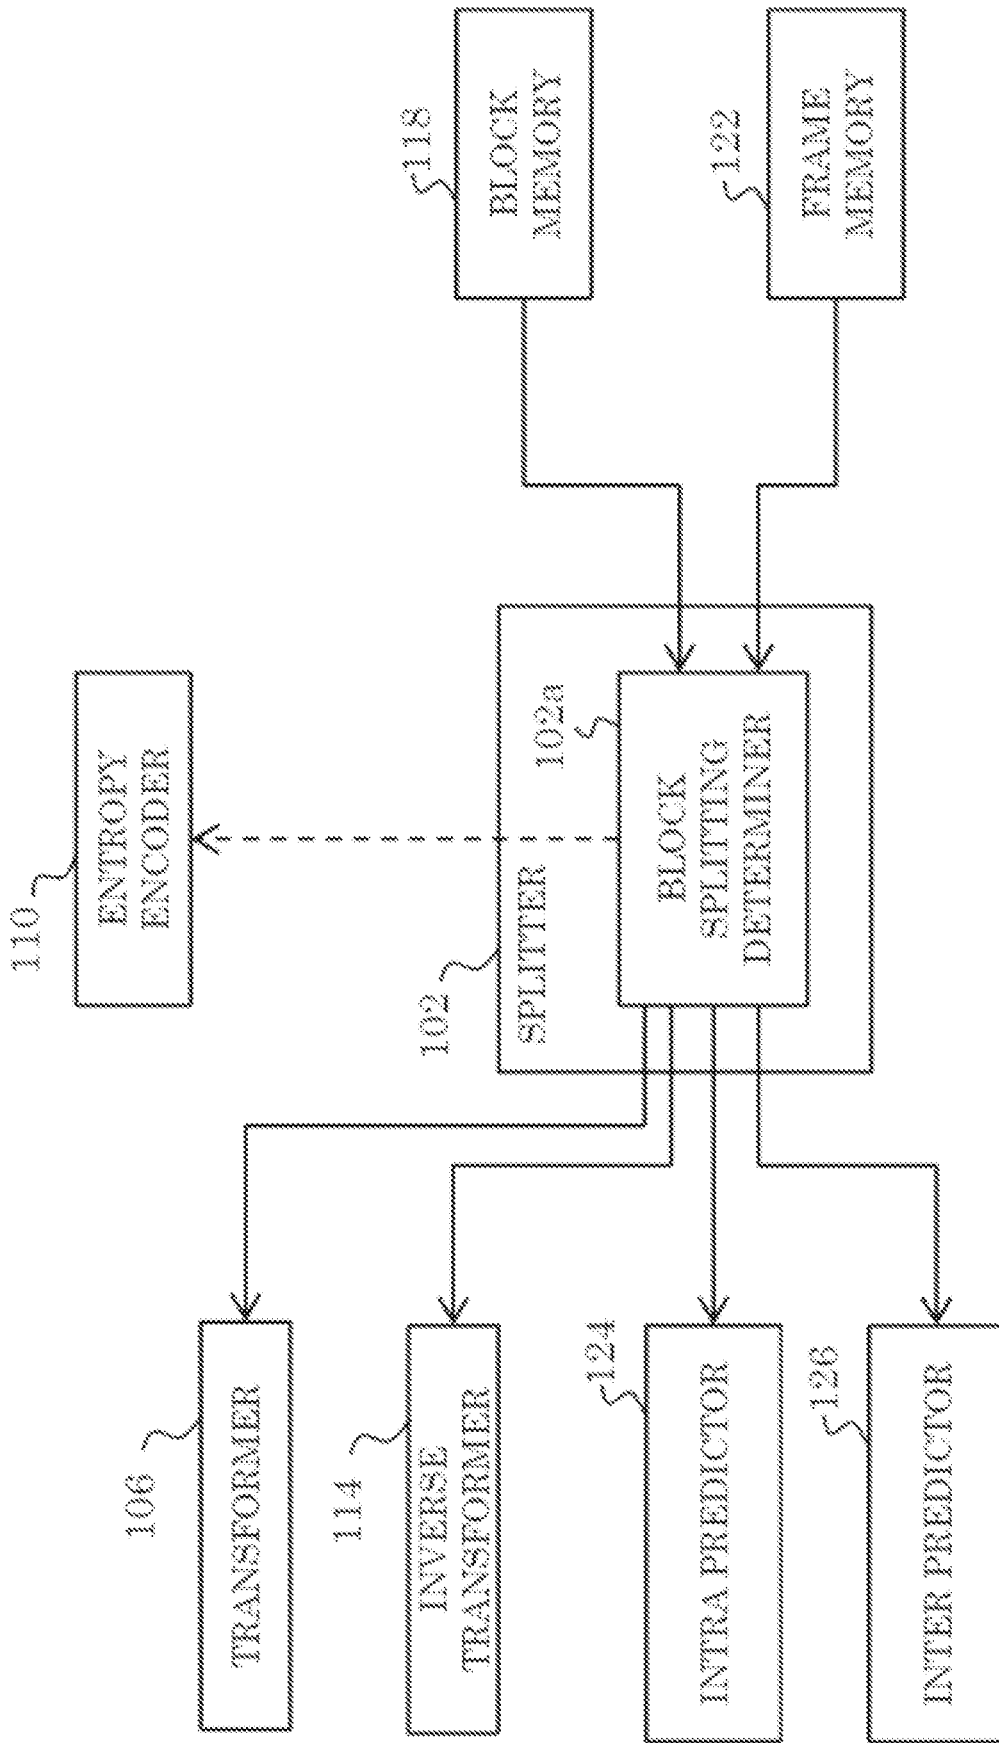 110
ENTROPY
ENCODER
102
SPLITTER
102a
BLOCK
SPLITTING
DETERMINER
118
BLOCK
MEMORY
122
FRAME
MEMORY
106
TRANSFORMER
114
INVERSE
TRANSFORMER
124
INTRA PREDICTOR
126
INTER PREDICTOR